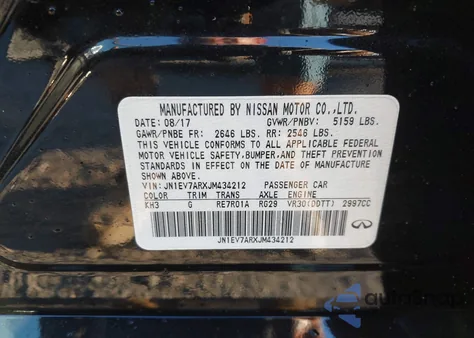 MANUFACTURED BY NISSAN MOTOR CO.,LTD.
DATE: 08/17 GVWR/PNBV: 5159 LBS.
GAWR/PNBE FR: 2646 LBS. RR: 2546 LBS.
THIS VEHICLE CONFORMS TO ALL APPLICABLE FEDERAL
MOTOR VEHICLE SAFETY,BUMPER,AND THEFT PREVENTION
STANDARDS IN EFFECT ON THE DATE OF MANUFACTURE
SHOWN ABOVE.
VIN: JN1EV7ARXJM434212 PASSENGER CAR
COLOR TRIM TRANS AXLE ENGINE
KH3 G RE7R01A RG29 VR30(DDTT) 2997CC
JN1EV7ARXJM434212
autosnap